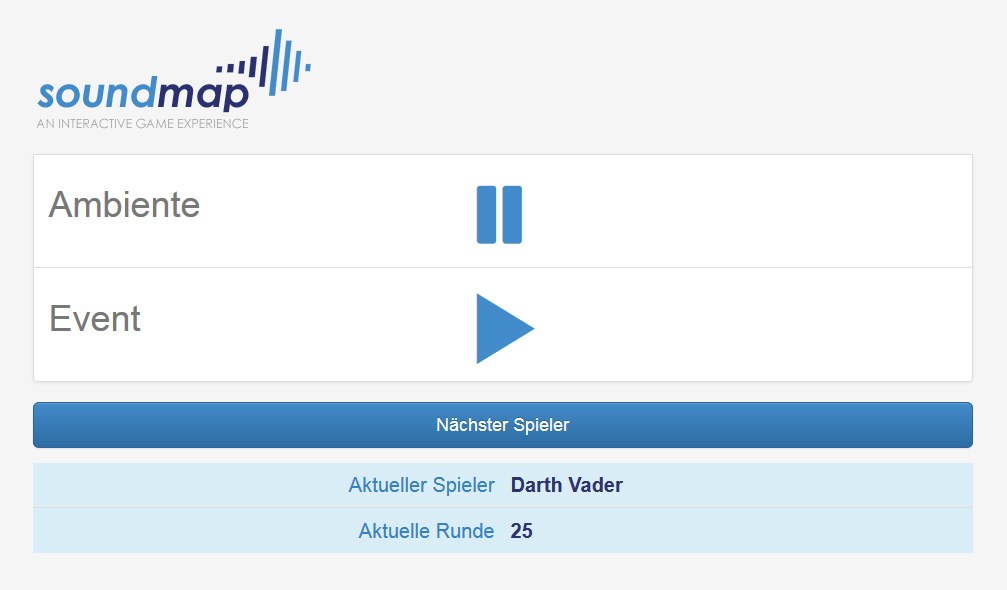 soundmap
AN INTERACTIVE GAME EXPERIENCE
Ambiente
Event
Nächster Spieler
Aktueller Spieler Darth Vader
Aktuelle Runde 25